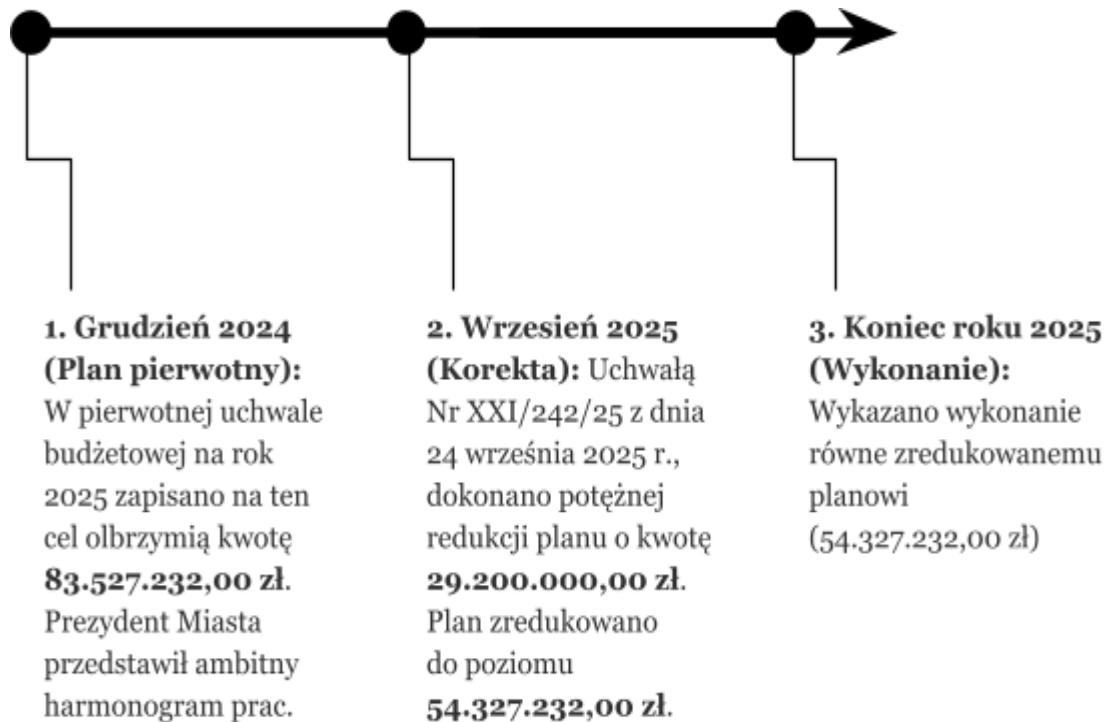 1. Grudzień 2024
(Plan pierwotny):
W pierwotnej uchwale
budżetowej na rok
2025 zapisano na ten
cel olbrzymią kwotę
83.527.232,00 zł.
Prezydent Miasta
przedstawił ambitny
harmonogram prac.
2. Wrzesień 2025
(Korekta): Uchwałą
Nr XXI/242/25 z dnia
24 września 2025 r.,
dokonano potężnej
redukcji planu o kwotę
29.200.000,00 zł.
Plan zredukowano
do poziomu
54.327.232,00 zł.
3. Koniec roku 2025
(Wykonanie):
Wykazano wykonanie
równe zredukowanemu
planowi
(54.327.232,00 zł)